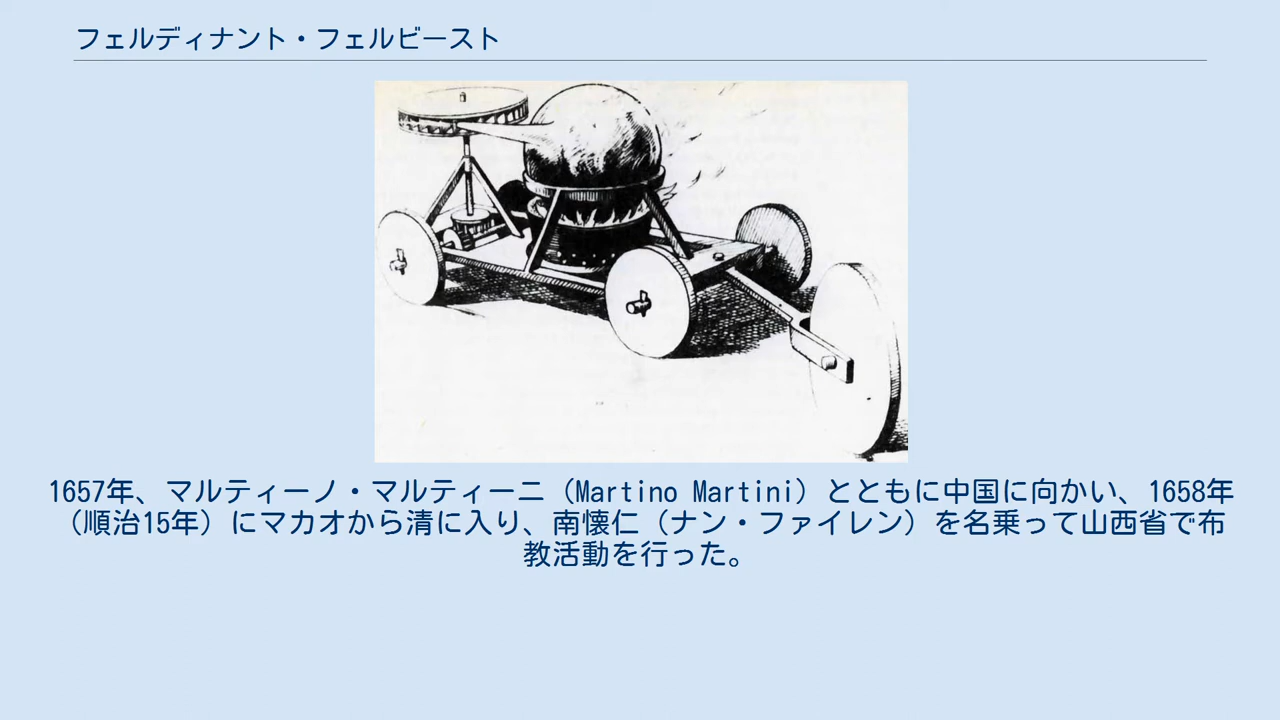 フェルディナント・フェルビースト
1657年、マルティーノ・マルティーニ（Martino Martini）とともに中国に向かい、1658年
（順治15年）にマカオから清に入り、南懐仁（ナン・ファイレン）を名乗って山西省で布
教活動を行った。